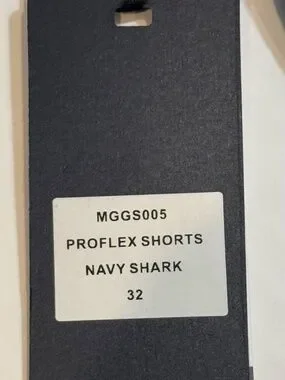 MGGS005
PROFLEX SHORTS
NAVY SHARK
32